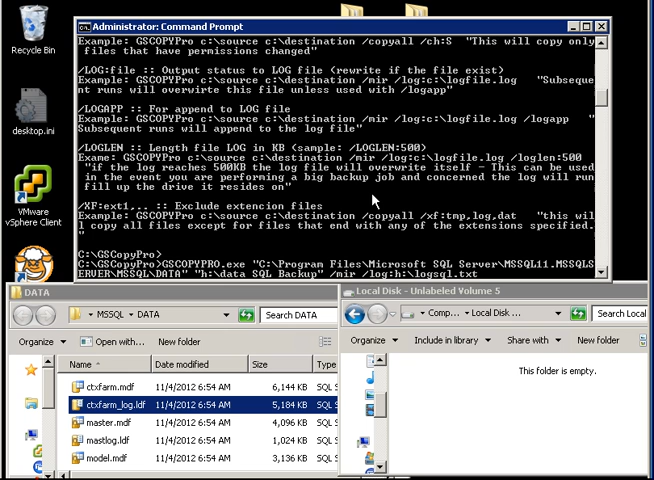 Recycle Bin
desktop.ini
VMware
vSphere Client
Administrator: Command Prompt
Example: GSCOPYPro c:\source c:\destination /copyall /ch:S "This will copy only
files that have permissions changed"
/LOG:file :: Output status to LOG file (rewrite if the file exist)
Example: GSCOPYPro c:\source c:\destination /mir /log:c:\logfile.log "Subseque
nt runs will overwirte this file unless used with /logapp"
/LOGAPP :: For append to LOG file
Example: GSCOPYPro c:\source c:\destination /mir /log:c:\logfile.log /logapp "
Subsequent runs will append to the log file"
/LOGLEN :: Length file LOG in KB (sample: /LOGLEN:500)
Exame: GSCOPYPro c:\source c:\destination /mir /log:c:\logfile.log /loglen:500
"if the log reaches 500KB the log file will overwrite itself - This can be used
in the event you are perfornimg a big backup job and concerned the log will run
fill up the drive it resides on"
/XF:ext1,... :: Exclude extencion files
Example: GSCOPYPro c:\source c:\destination /copyall /xf:tmp,log,dat "this wil
l copy all files except for files that end with any of the extensions specified.
"
C:\GSCopyPro>
C:\GSCopyPro>GSCOPYPRO.exe "C:\Program Files\Microsoft SQL Server\MSSQL11.MSSQLS
ERVER\MSSQL\DATA" "h:\data SQL Backup" /mir /log:h:\logsql.txt
DATA
MSSQL
DATA
Search DATA
Organize
Open with...
New folder
Name
Date modified
Size
Type
ctxfarm.mdf 11/4/2012 6:54 AM 6,144 KB SQL S
ctxfarm_log.ldf 11/4/2012 6:54 AM 5,184 KB SQL S
master.mdf 11/4/2012 6:54 AM 4,096 KB SQL S
mastlog.ldf 11/4/2012 6:54 AM 1,024 KB SQL S
model.mdf 11/4/2012 6:54 AM 3,136 KB SQL S
Local Disk - Unlabeled Volume 5
Comp...
Local Disk ...
Search Local
Organize
Include in library
Share with
New folder
This folder is empty.